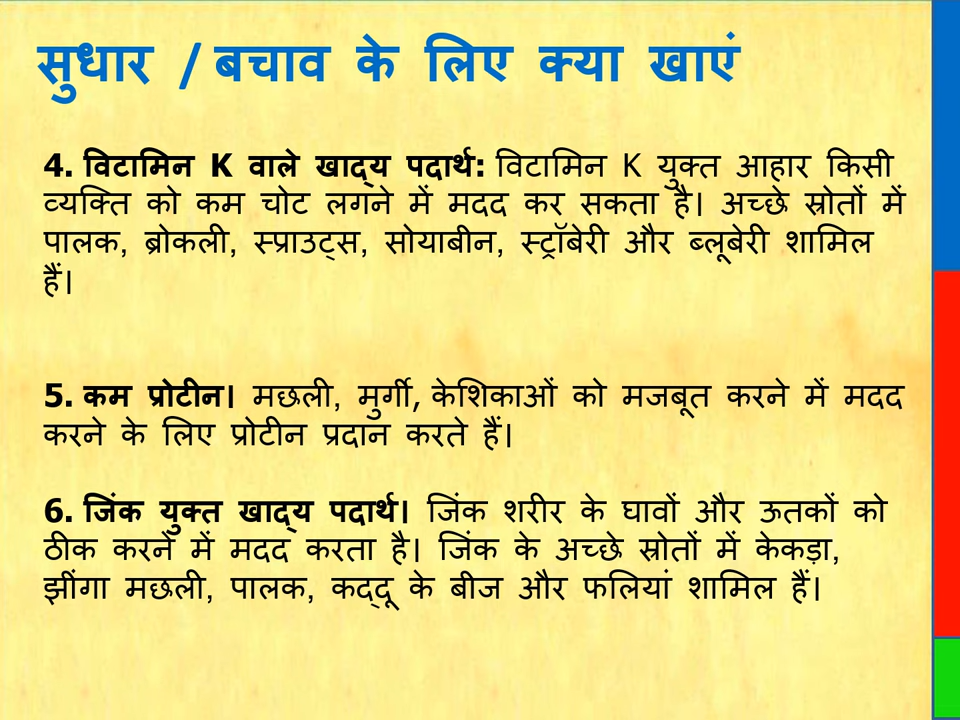 सुधार / बचाव के लिए क्या खाएं
4. विटामिन K वाले खाद्य पदार्थ: विटामिन K युक्त आहार किसी
व्यक्ति को कम चोट लगने में मदद कर सकता है। अच्छे स्रोतों में
पालक, ब्रोकली, स्प्राउट्स, सोयाबीन, स्ट्रॉबेरी और ब्लूबेरी शामिल
हैं।
5. कम प्रोटीन। मछली, मुर्गी, केशिकाओं को मजबूत करने में मदद
करने के लिए प्रोटीन प्रदान करते हैं।
6. जिंक युक्त खाद्य पदार्थ। जिंक शरीर के घावों और ऊतकों को
ठीक करने में मदद करता है। जिंक के अच्छे स्रोतों में केकड़ा,
झींगा मछली, पालक, कद्दू के बीज और फलियां शामिल हैं।